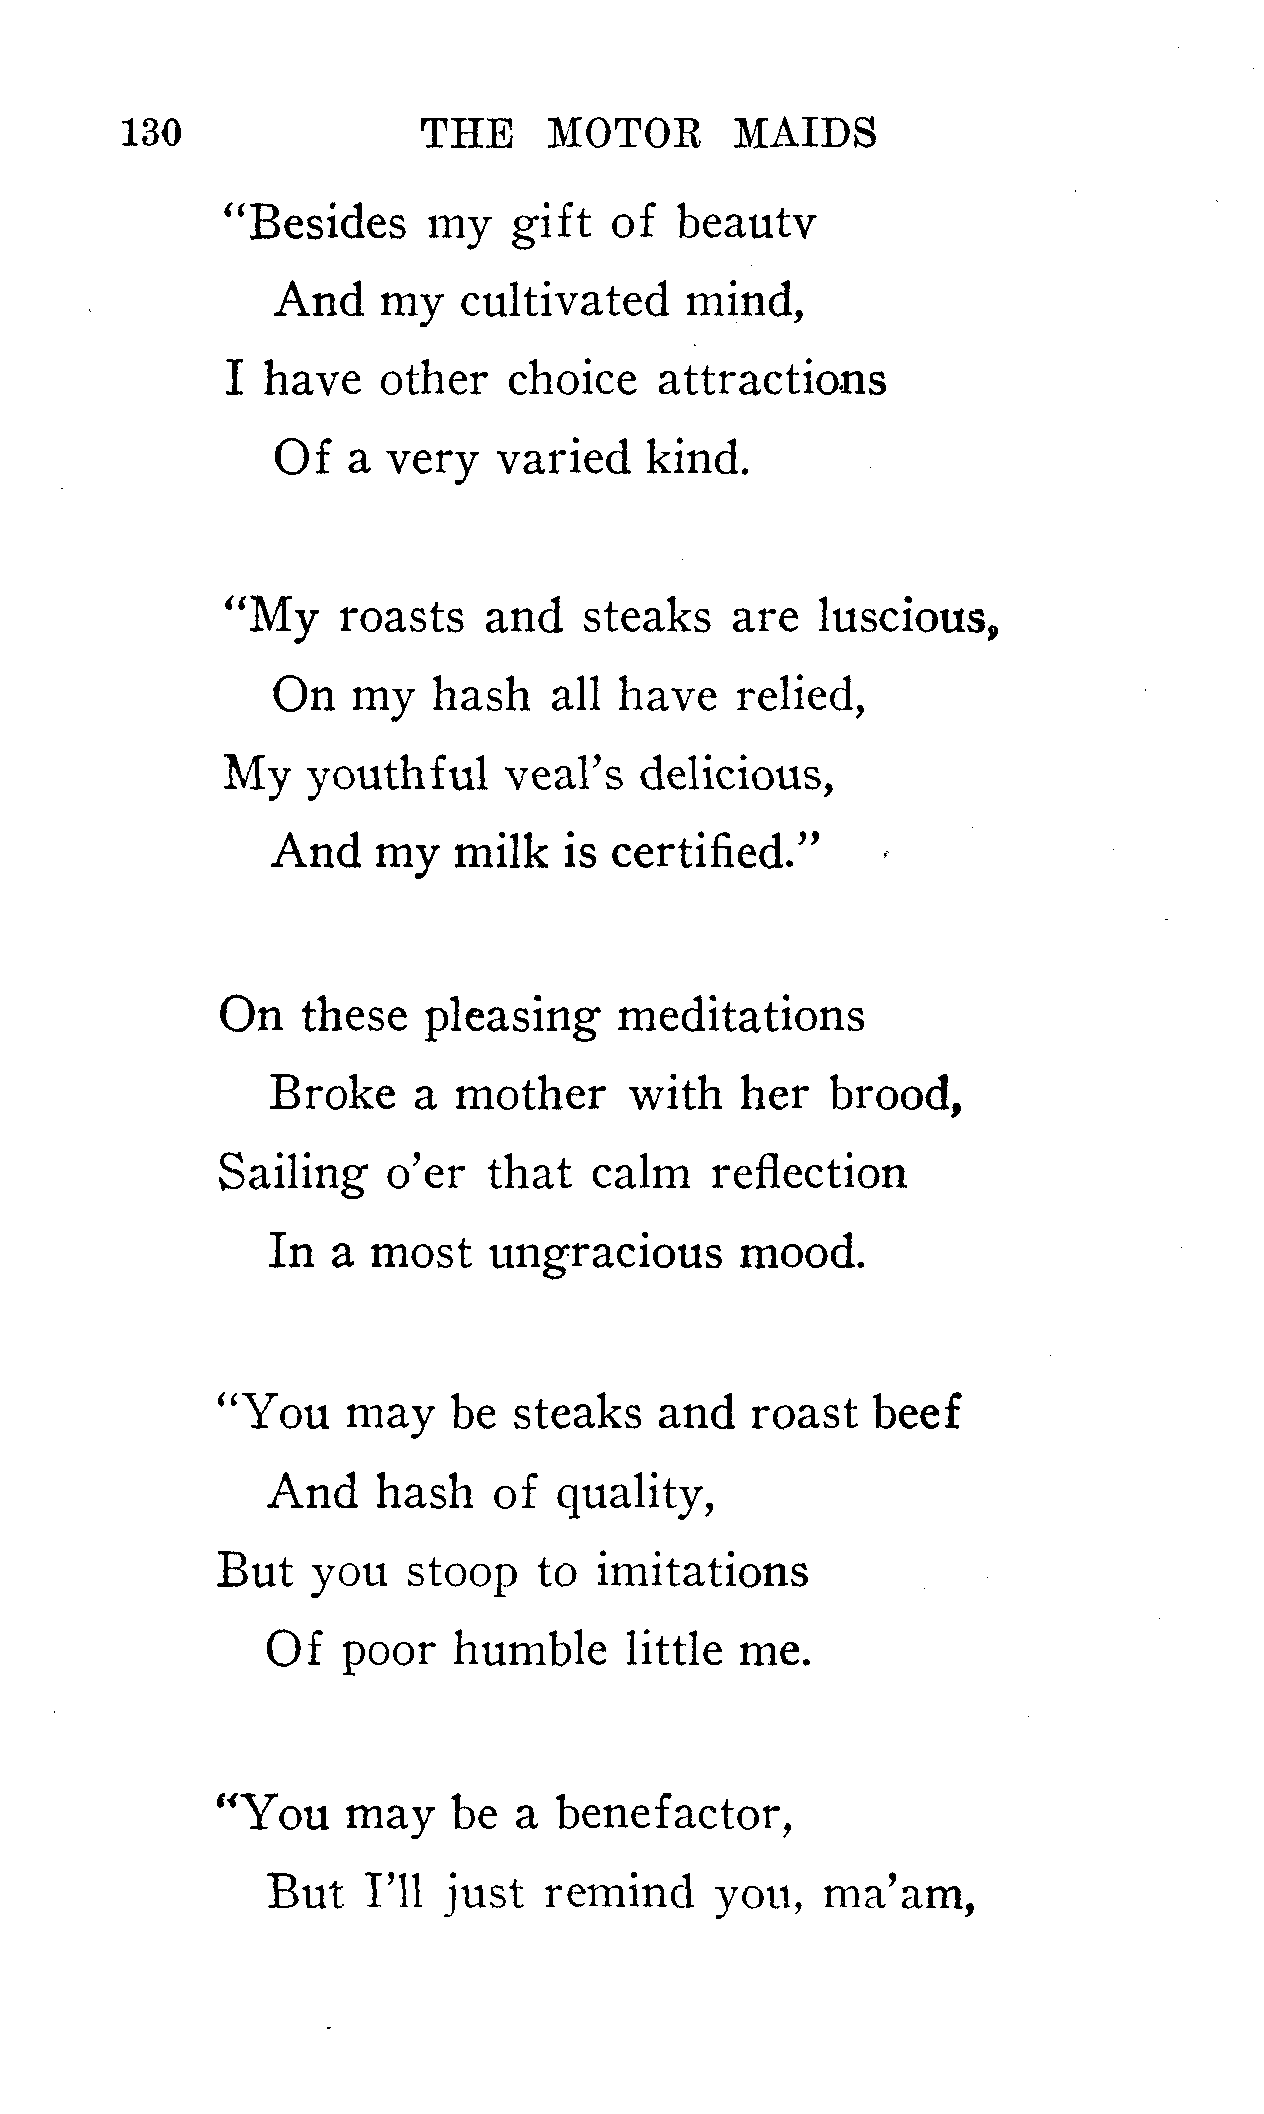 130 THE MOTOR MAIDS
“Besides my gift of beauty
And my cultivated mind,
I have other choice attractions
Of a very varied kind.
“My roasts and steaks are luscious,
On my hash all have relied,
My youthful veal’s delicious,
And my milk is certified.”
On these pleasing meditations
Broke a mother with her brood,
Sailing o’er that calm reflection
In a most ungracious mood.
“You may be steaks and roast beef
And hash of quality,
But you stoop to imitations
Of poor humble little me.
“You may be a benefactor,
But I’ll just remind you, ma’am,